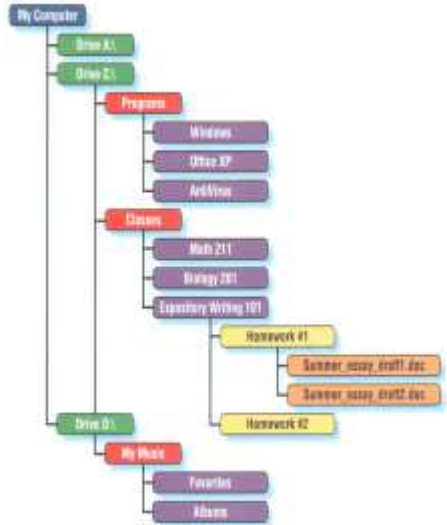 My Computer
Drive A:\
Drive C:\
Programs
Windows
Office XP
AntiVirus
Classes
Math 211
Biology 201
Expository Writing 101
Homework #1
Summer_essay_draft1.doc
Summer_essay_draft2.doc
Homework #2
Drive D:\
My Music
Favorites
Albums